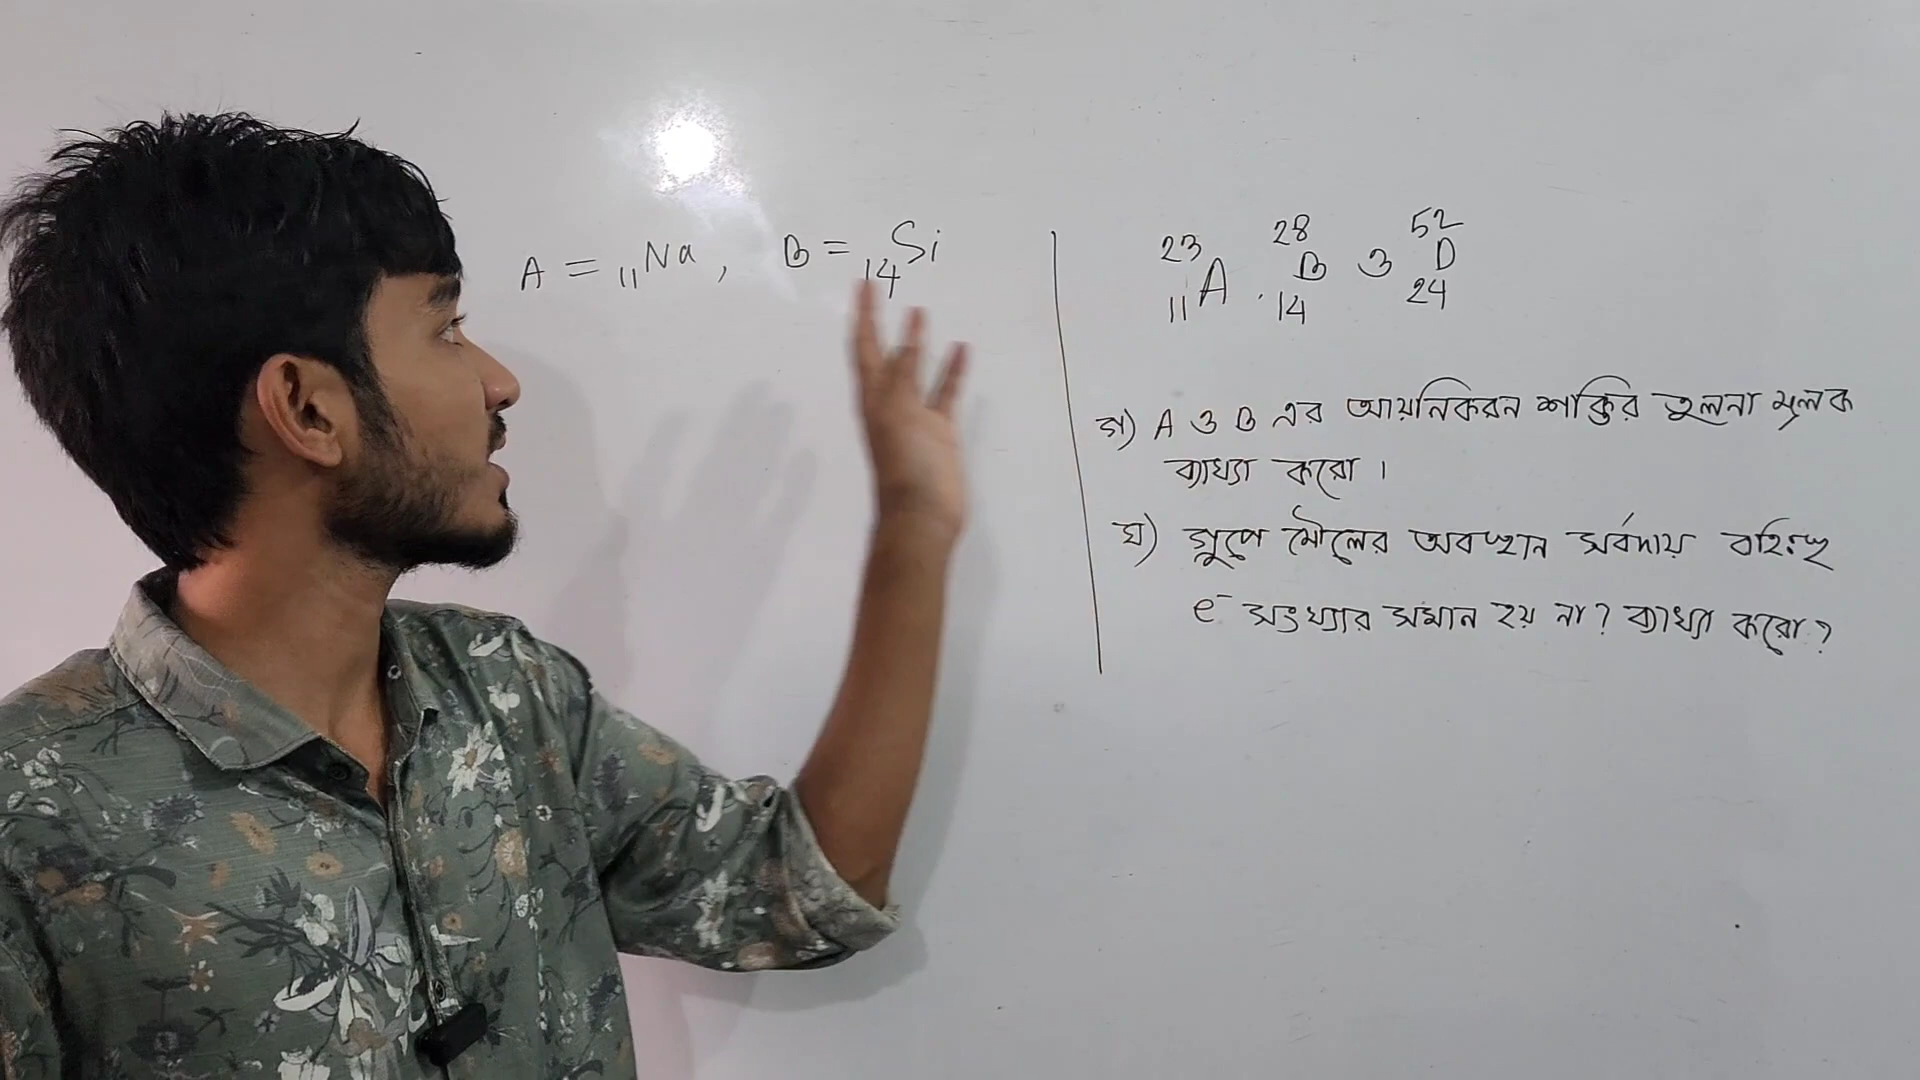 A = ₁₁Na, B = ₁₄Si
²³₁₁A . ²⁸₁₄B ও ⁵²₂₄D
গ) A ও B এর আয়নিকরন শক্তির তুলনা মূলক
ব্যাখ্যা করো ।
ঘ) গ্রুপে মৌলের অবস্থান সর্বদায় বহিঃস্থ
e⁻ সংখ্যার সমান হয় না? ব্যাখ্যা করো?